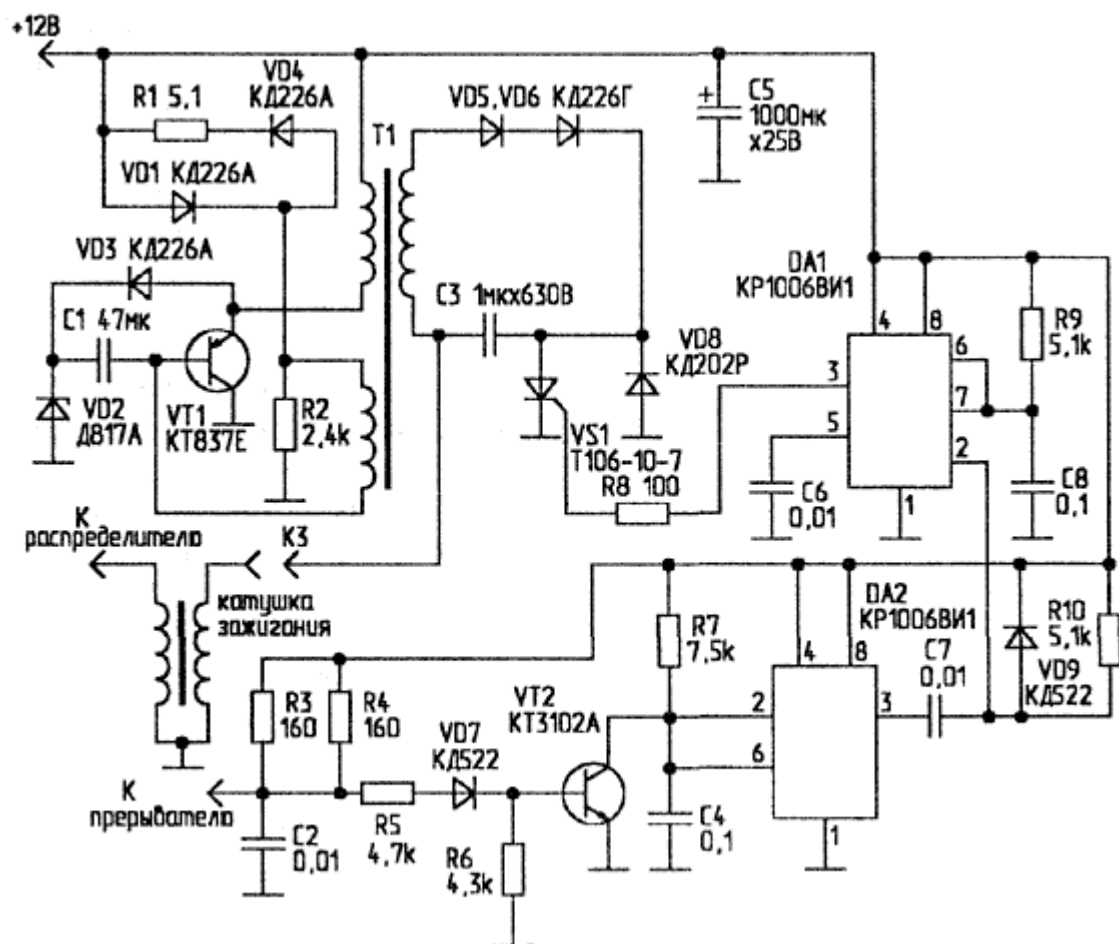 +12В
VD4
КД226А
R1 5,1
VD5,VD6 КД226Г
C5
1000мк
x25В
T1
VD1 КД226А
VD3 КД226А
DA1
КР1006ВИ1
C1 47мк
C3 1мкx630В
4
8
R9
5,1k
VD8
КД202Р
6
3
7
VD2
Д817А
VT1
КТ837Е
R2
2,4k
5
2
VS1
Т106-10-7
R8 100
C6
0,01
1
C8
0,1
К
распределителю
КЗ
катушка
зажигания
DA2
КР1006ВИ1
R7
7,5k
4
8
R10
5,1k
C7
0,01
VD9
КД522
R3
160
R4
160
VT2
КТ3102А
2
3
VD7
КД522
6
К
прерывателю
C2
0,01
R5
4,7k
R6
4,3k
C4
0,1
1